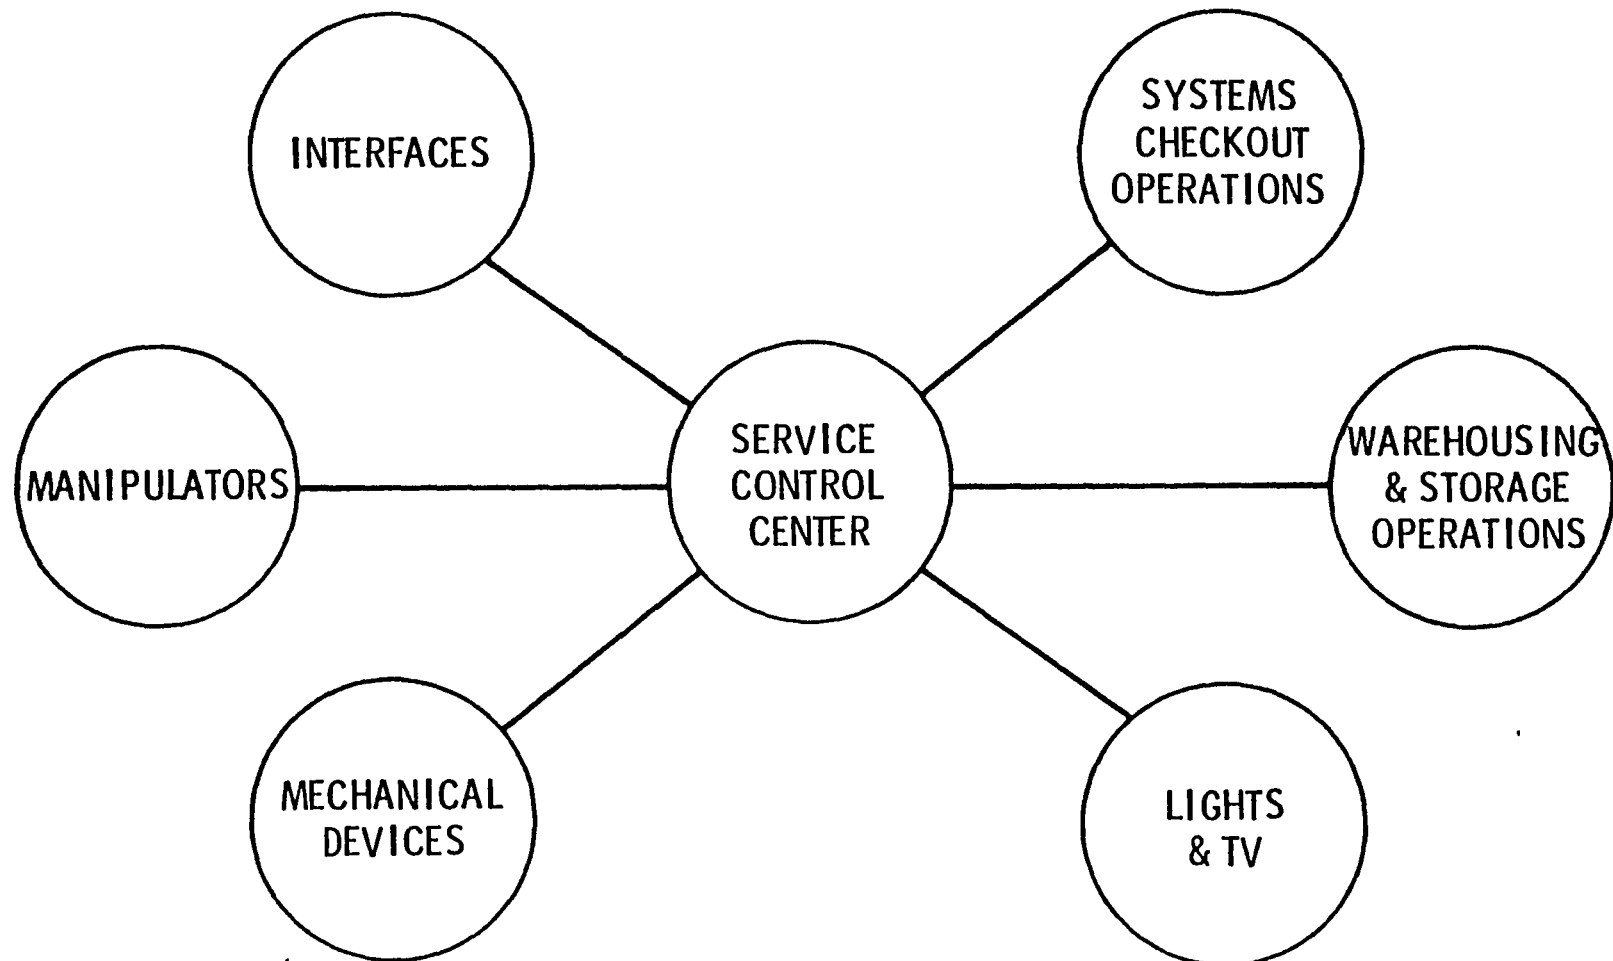 INTERFACES
SYSTEMS
CHECKOUT
OPERATIONS
MANIPULATORS
SERVICE
CONTROL
CENTER
WAREHOUSING
& STORAGE
OPERATIONS
MECHANICAL
DEVICES
LIGHTS
& TV